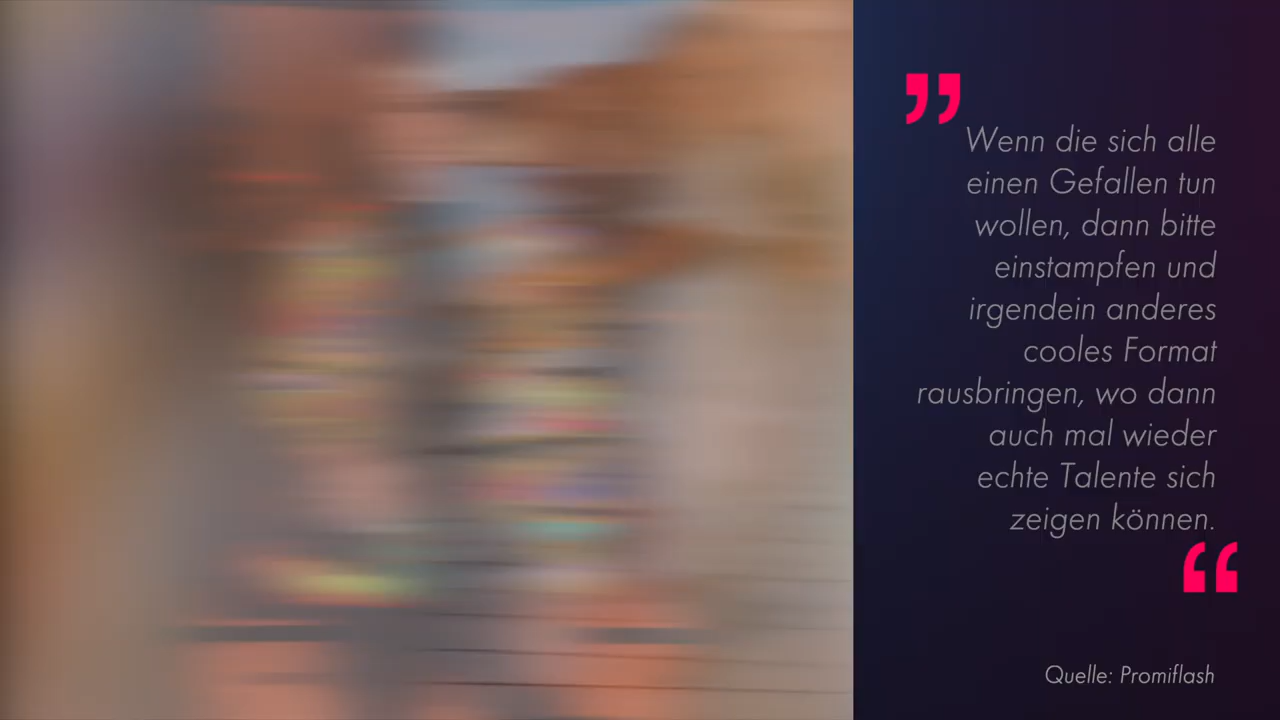 ”
Wenn die sich alle
einen Gefallen tun
wollen, dann bitte
einstampfen und
irgendein anderes
cooles Format
rausbringen, wo dann
auch mal wieder
echte Talente sich
zeigen können.
“
Quelle: Promiflash